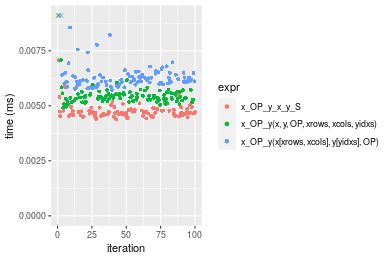 time (ms)
0.0075
0.0050
0.0025
0.0000
0
25
50
75
100
iteration
expr
x_OP_y_x_y_S
x_OP_y(x, y, OP, xrows, xcols, yidxs)
x_OP_y(x[xrows, xcols], y[yidxs], OP)